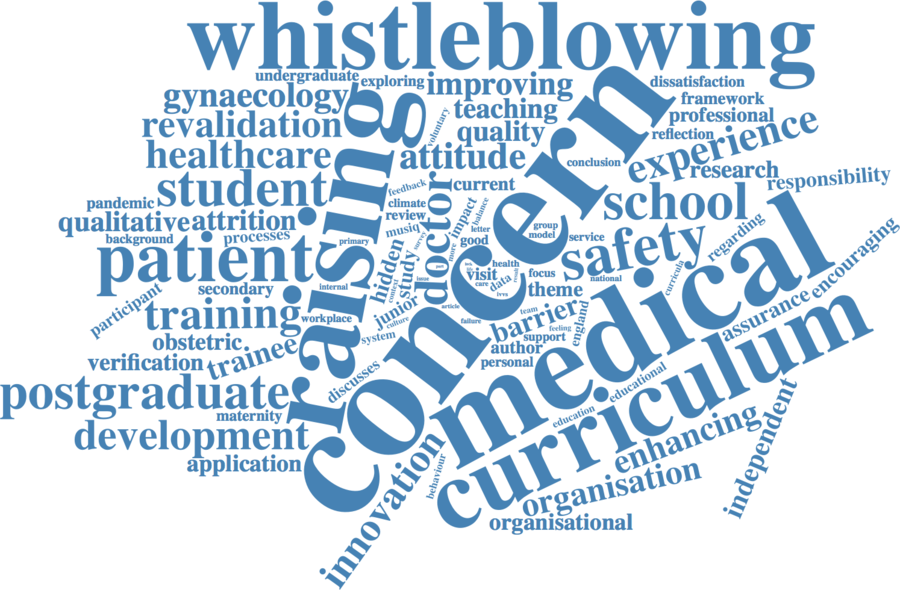 whistleblowing
undergraduate
exploring
improving
dissatisfaction
gynaecology
framework
voluntary
teaching
professional
revalidation
quality
reflection
experience
healthcare
attitude
conclusion
research
responsibility
student
feedback
current
school
pandemic
climate
impact
balance
qualitative
attrition
review
doctor
letter
group
regarding
background
processes
primary
musiq
survey
more
good
model
service
safety
encouraging
patient
raising
concern
hidden
study
health
visit
focus
national
curricula
secondary
internal
context
issue
care
data
theme
participant
training
workplace
junior
culture
article
failure
team
feeling
barrier
england
medical
assurance
obstetric
system
support
verification
trainee
author
personal
discusses
postgraduate
educational
curriculum
maternity
education
development
enhancing
independent
application
innovation
behaviour
organisation
organisational